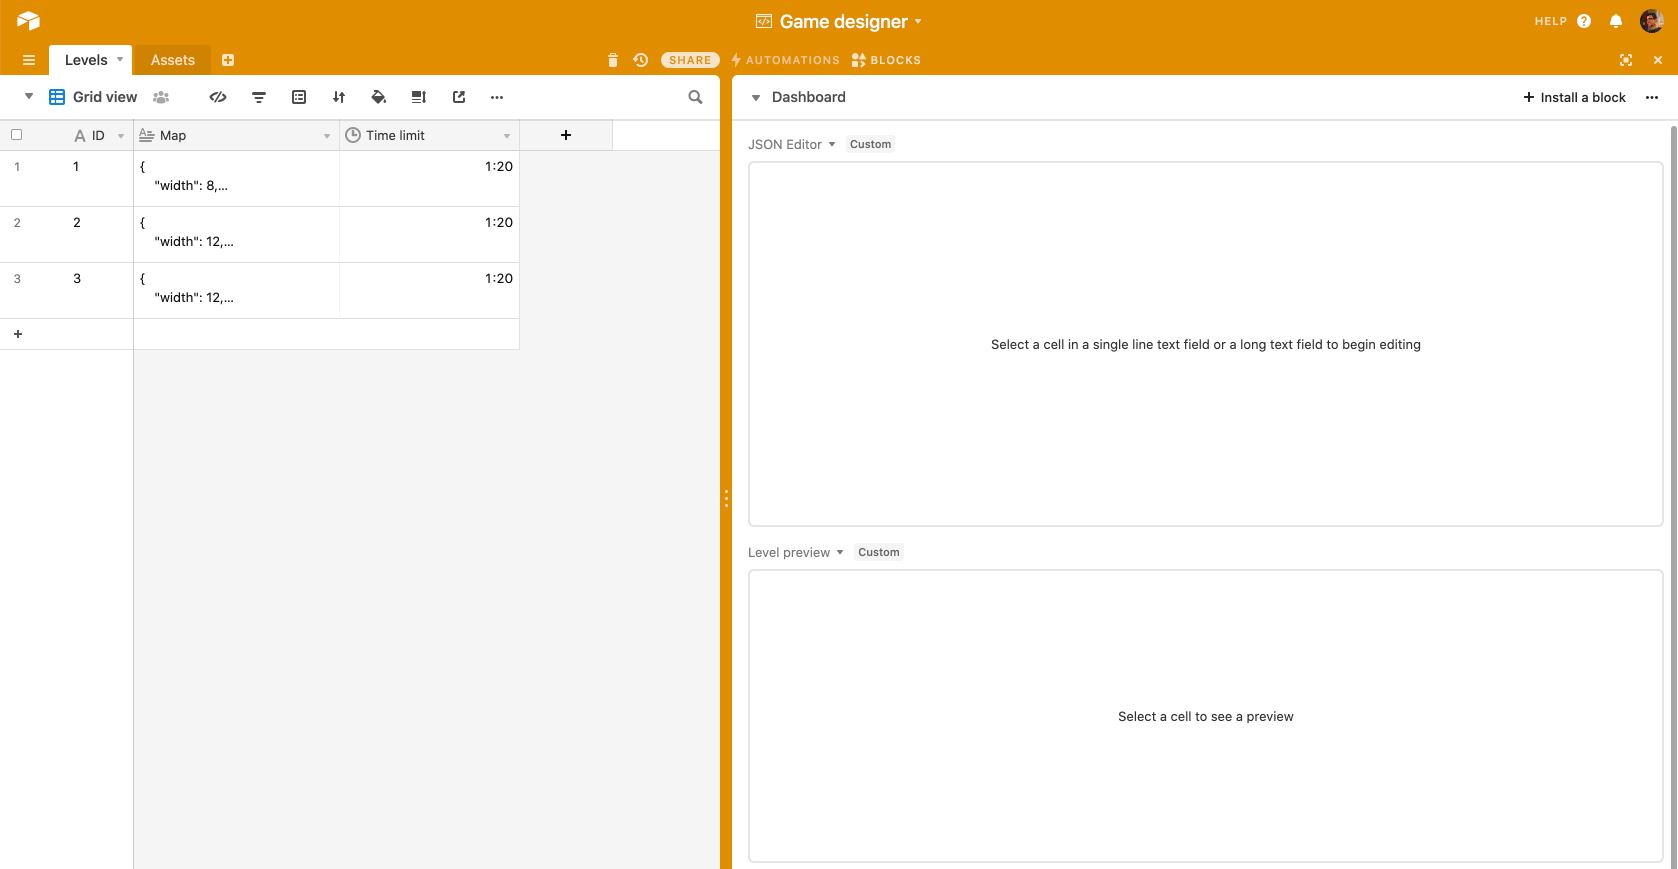 Game designer
HELP
Levels
Assets
SHARE
AUTOMATIONS
BLOCKS
Grid view
Dashboard
Install a block
ID
Map
Time limit
1
1
{
"width": 8,...
1:20
2
2
{
"width": 12,...
1:20
3
3
{
"width": 12,...
1:20
JSON Editor
Custom
Select a cell in a single line text field or a long text field to begin editing
Level preview
Custom
Select a cell to see a preview